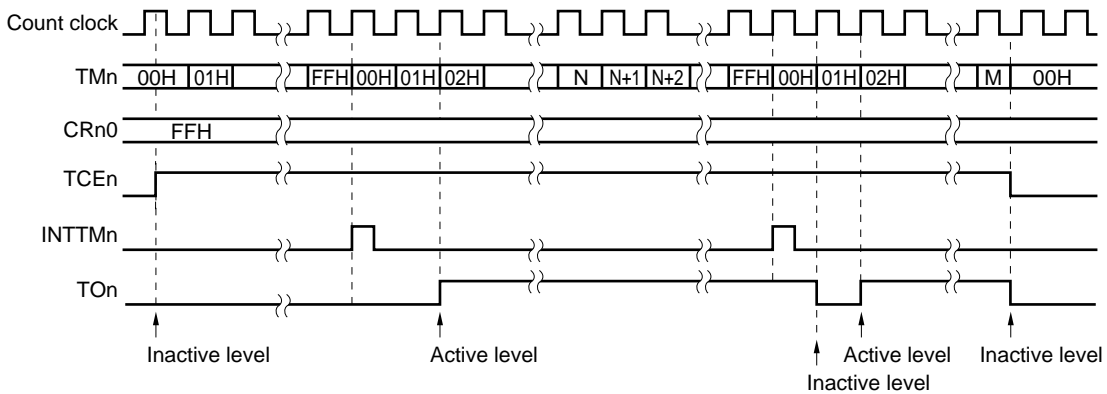 Count clock
TMn 00H 01H FFH 00H 01H 02H N N+1 N+2 FFH 00H 01H 02H M 00H
CRn0 FFH
TCEn
INTTMn
TOn
Inactive level Active level Active level Inactive level
Inactive level